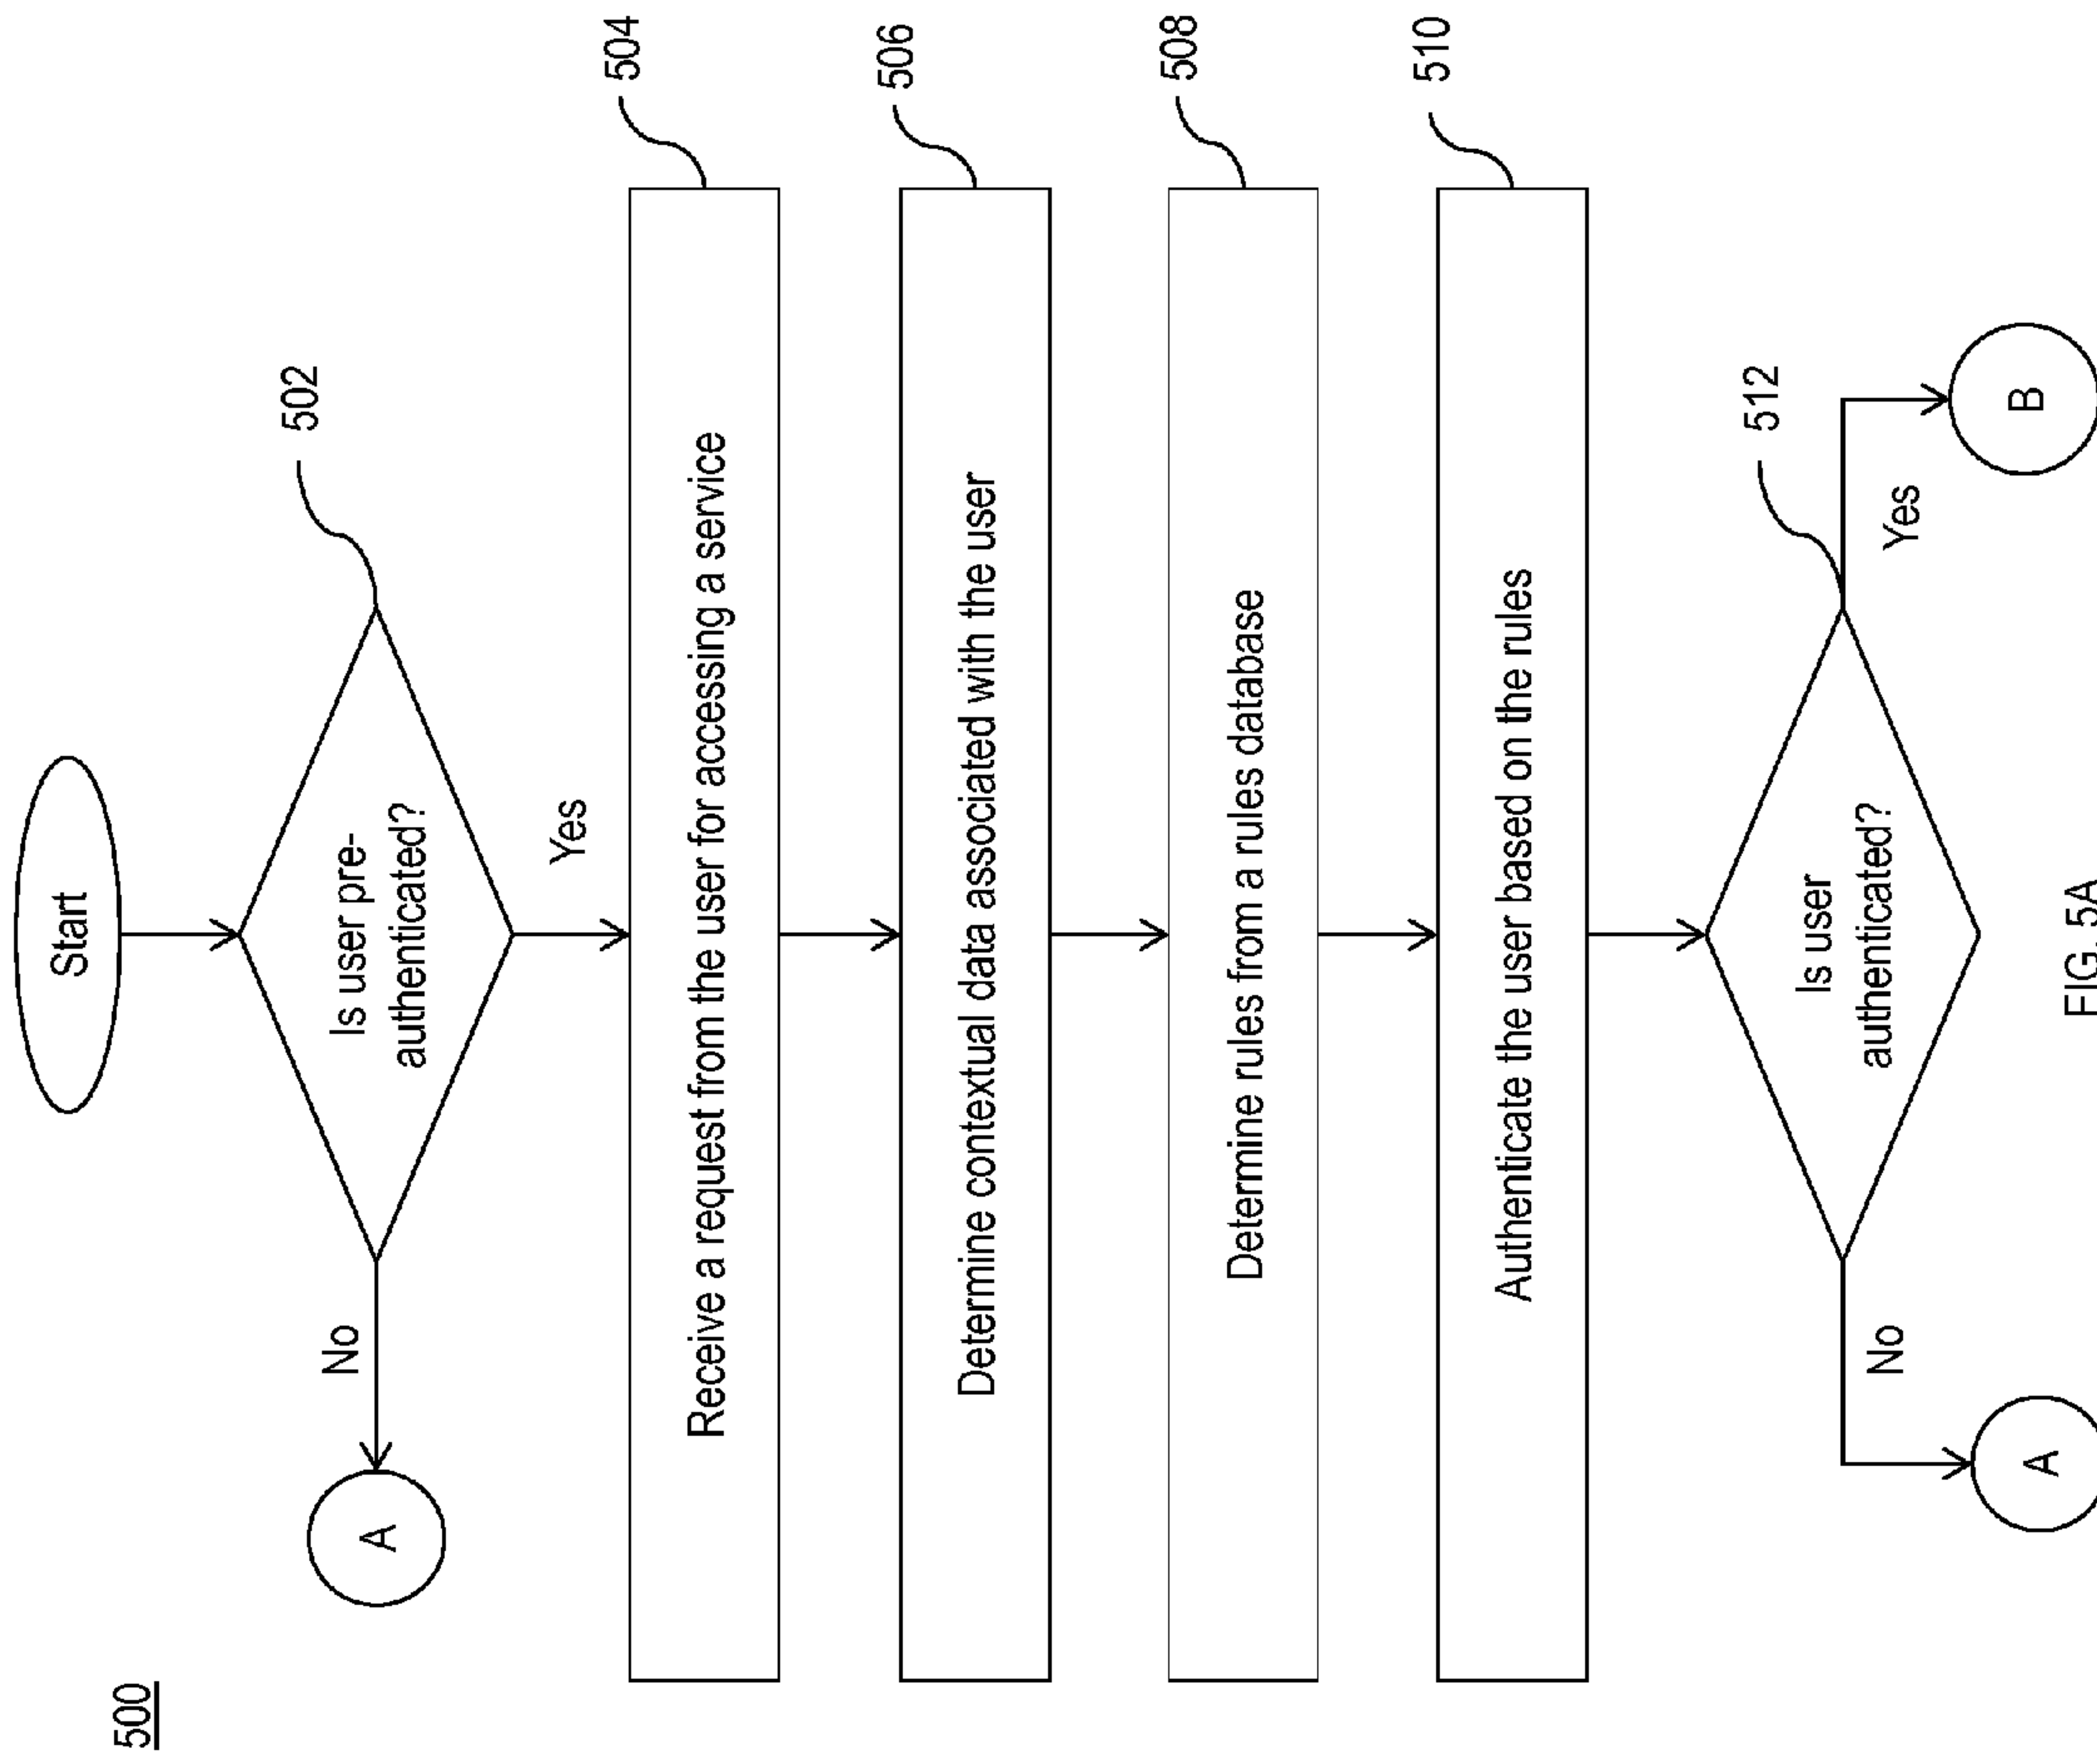 500
Start
502
Is user pre-
authenticated?
No
A
Yes
504
Receive a request from the user for accessing a service
506
Determine contextual data associated with the user
508
Determine rules from a rules database
510
Authenticate the user based on the rules
512
Is user
authenticated?
No
Yes
A
B
FIG. 5A